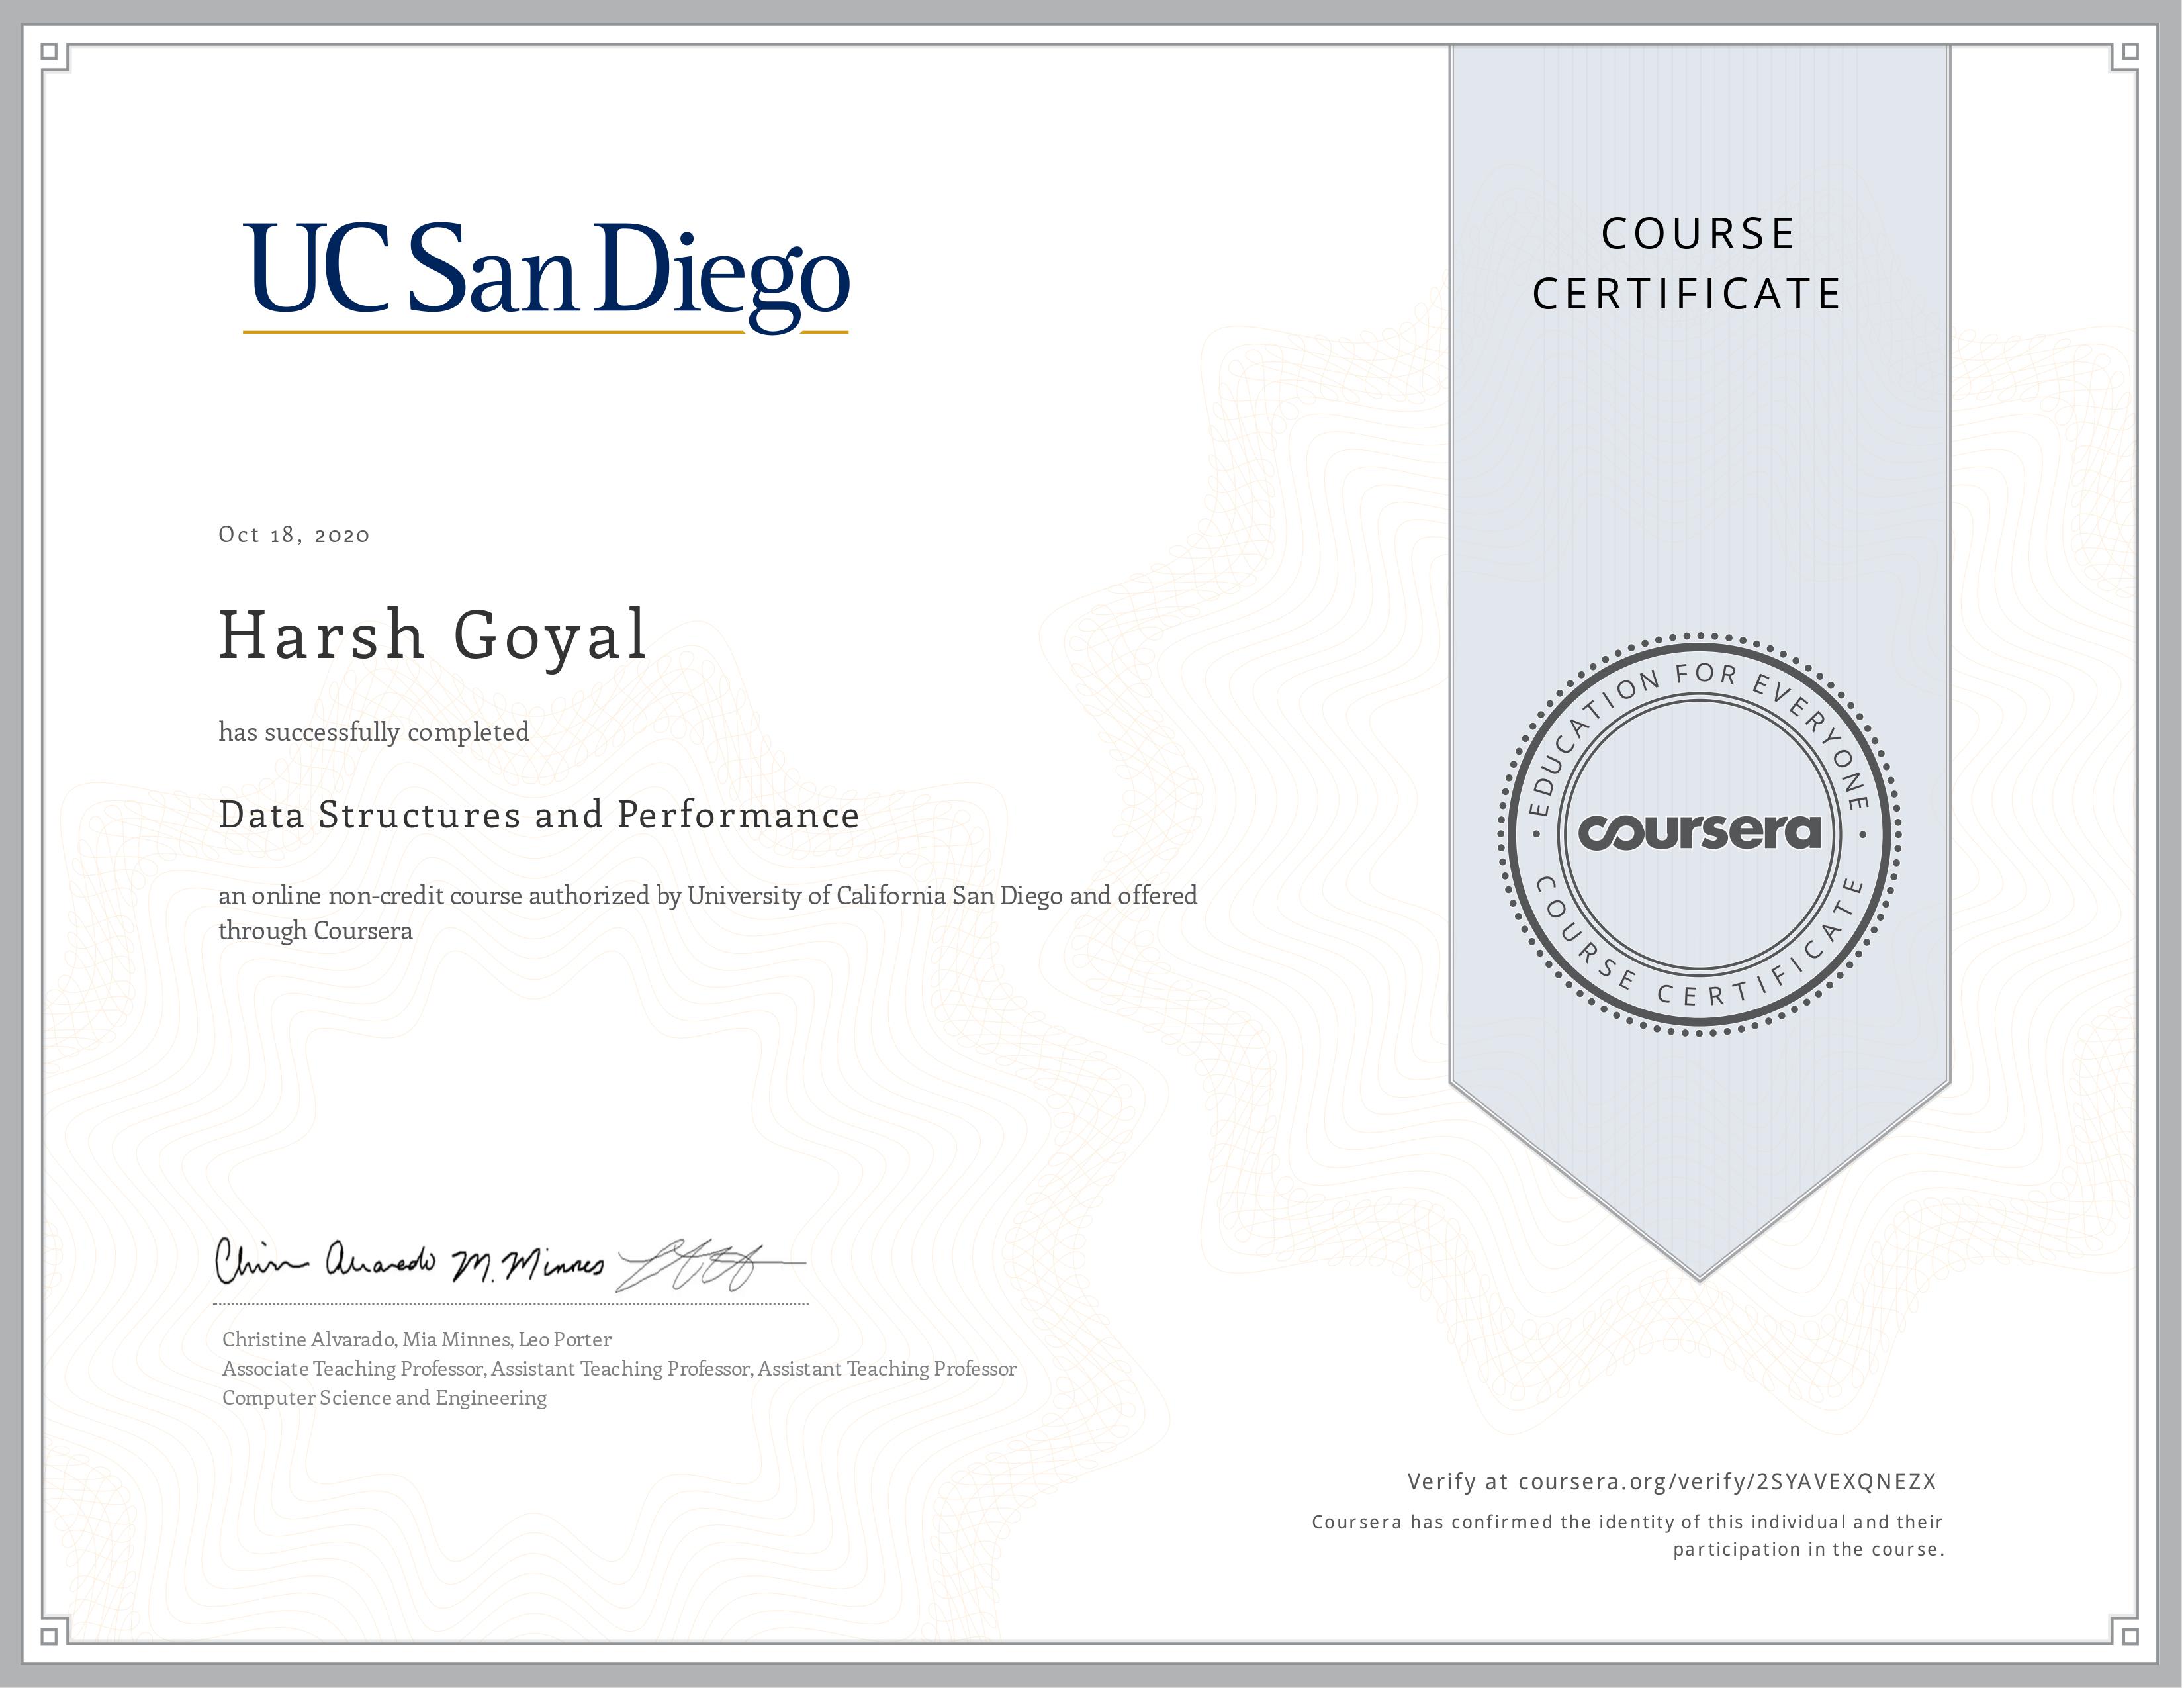 UC San Diego
COURSE
CERTIFICATE
Oct 18, 2020
Harsh Goyal
has successfully completed
Data Structures and Performance
an online non-credit course authorized by University of California San Diego and offered
through Coursera
EDUCATION FOR EVERYONE
coursera
COURSE CERTIFICATE
Christine Alvarado, Mia Minnes, Leo Porter
Associate Teaching Professor, Assistant Teaching Professor, Assistant Teaching Professor
Computer Science and Engineering
Verify at coursera.org/verify/2SYAVEXQNEZX
Coursera has confirmed the identity of this individual and their
participation in the course.